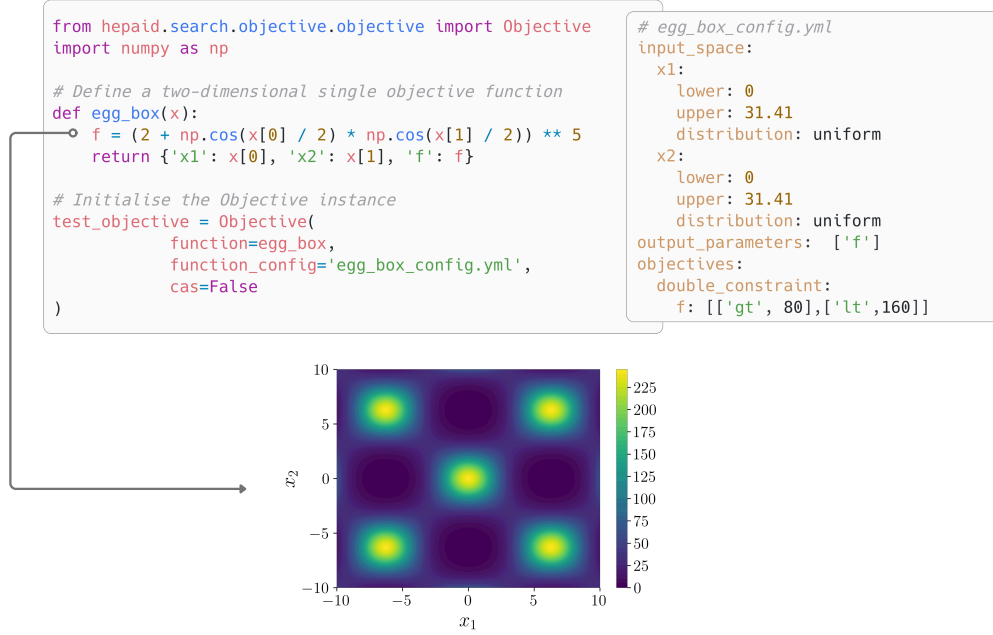 from hepaid.search.objective.objective import Objective
import numpy as np
# Define a two-dimensional single objective function
def egg_box(x):
    f = (2 + np.cos(x[0] / 2) * np.cos(x[1] / 2)) ** 5
    return {'x1': x[0], 'x2': x[1], 'f': f}
# Initialise the Objective instance
test_objective = Objective(
            function=egg_box,
            function_config='egg_box_config.yml',
            cas=False
)
# egg_box_config.yml
input_space:
  x1:
    lower: 0
    upper: 31.41
    distribution: uniform
  x2:
    lower: 0
    upper: 31.41
    distribution: uniform
output_parameters:  ['f']
objectives:
  double_constraint:
    f: [['gt', 80],['lt',160]]
10
5
0
−5
−10
x2
−10 −5 0 5 10
x1
225
200
175
150
125
100
75
50
25
0